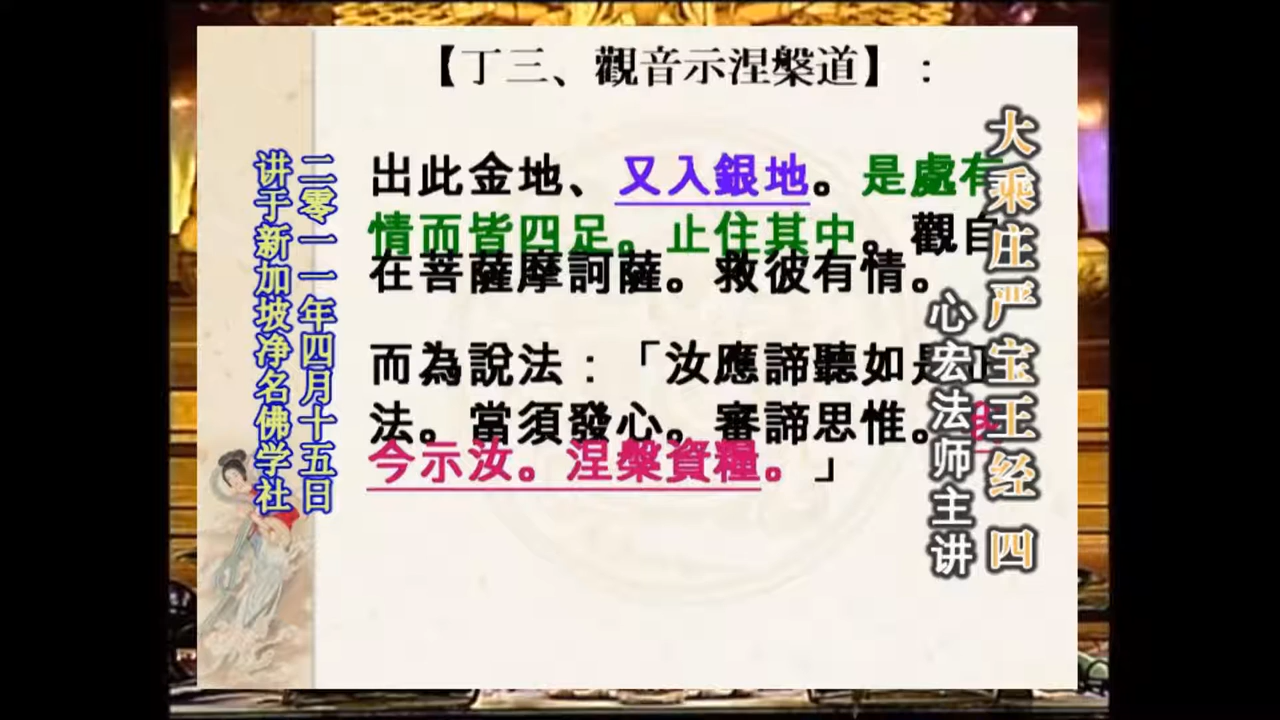 【丁三、觀音示涅槃道】：
出此金地、又入銀地。是處有
情而皆四足。止住其中。觀自
在菩薩摩訶薩。救彼有情。
而為說法：「汝應諦聽如是正
法。當須發心。審諦思惟。我
今示汝。涅槃資糧。」
大乘庄严宝王经 四
心宏法师主讲
二零一一年四月十五日
讲于新加坡净名佛学社